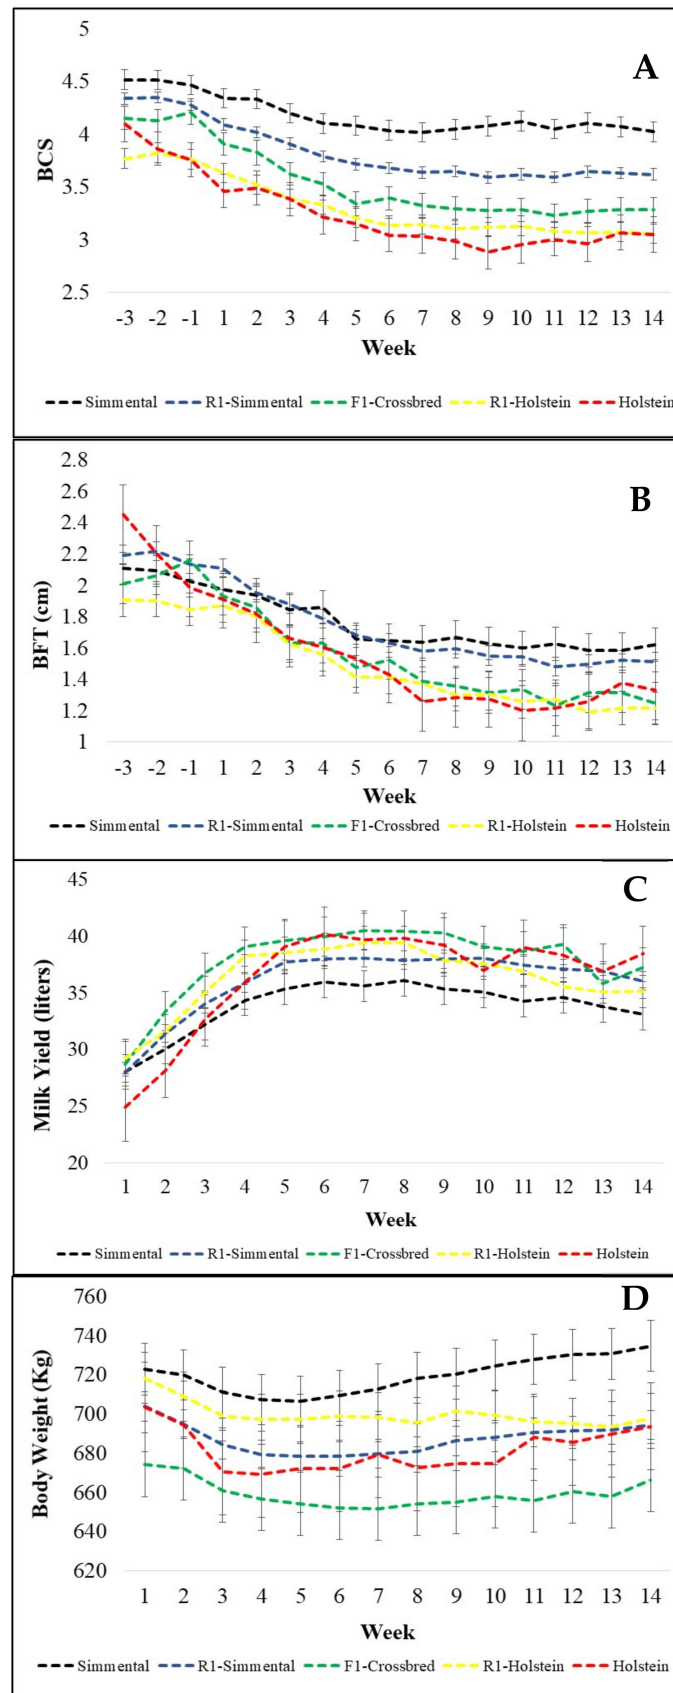 5
A
4.5
4
BCS
3.5
3
2.5
-3 -2 -1 1 2 3 4 5 6 7 8 9 10 11 12 13 14
Week
Simmental R1-Simmental F1-Crossbred R1-Holstein Holstein
2.8
2.6
B
2.4
2.2
2
BFT (cm)
1.8
1.6
1.4
1.2
1
-3 -2 -1 1 2 3 4 5 6 7 8 9 10 11 12 13 14
Week
Simmental R1-Simmental F1-Crossbred R1-Holstein Holstein
45
C
40
35
Milk Yield (liters)
30
25
20
1 2 3 4 5 6 7 8 9 10 11 12 13 14
Week
Simmental R1-Simmental F1-Crossbred R1-Holstein Holstein
760
D
740
720
700
Body Weight (Kg)
680
660
640
620
1 2 3 4 5 6 7 8 9 10 11 12 13 14
Week
Simmental R1-Simmental F1-Crossbred R1-Holstein Holstein